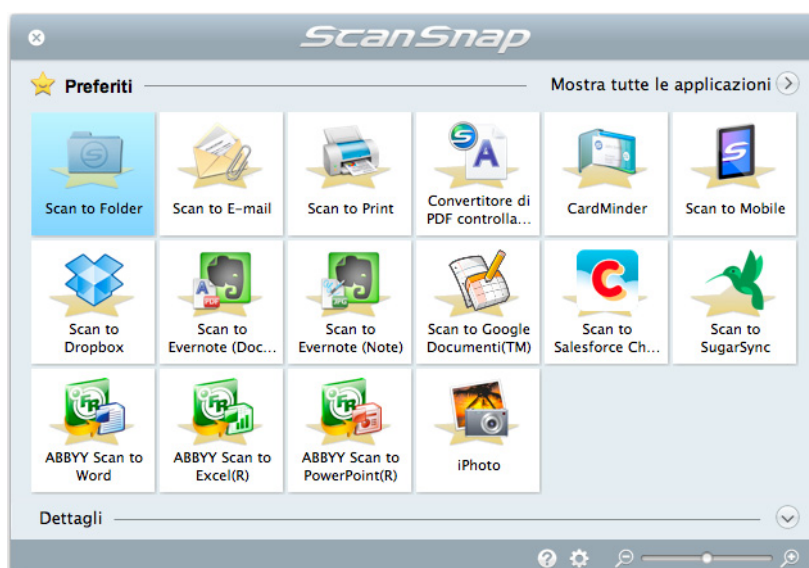 ScanSnap
Preferiti
Mostra tutte le applicazioni
Scan to Folder
Scan to E-mail
Scan to Print
Convertitore di
PDF controlla...
CardMinder
Scan to Mobile
Scan to
Dropbox
Scan to
Evernote (Doc...
Scan to
Evernote (Note)
Scan to Google
Documenti(TM)
Scan to
Salesforce Ch...
Scan to
SugarSync
ABBYY Scan to
Word
ABBYY Scan to
Excel(R)
ABBYY Scan to
PowerPoint(R)
iPhoto
Dettagli